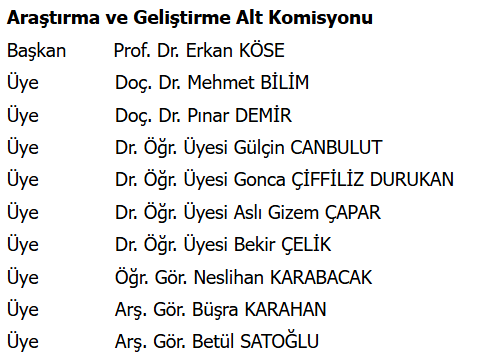 Araştırma ve Geliştirme Alt Komisyonu
Başkan Prof. Dr. Erkan KÖSE
Üye Doç. Dr. Mehmet BİLİM
Üye Doç. Dr. Pınar DEMİR
Üye Dr. Öğr. Üyesi Gülçin CANBULUT
Üye Dr. Öğr. Üyesi Gonca ÇİFFİLİZ DURUKAN
Üye Dr. Öğr. Üyesi Aslı Gizem ÇAPAR
Üye Dr. Öğr. Üyesi Bekir ÇELİK
Üye Öğr. Gör. Neslihan KARABACAK
Üye Arş. Gör. Büşra KARAHAN
Üye Arş. Gör. Betül SATOĞLU